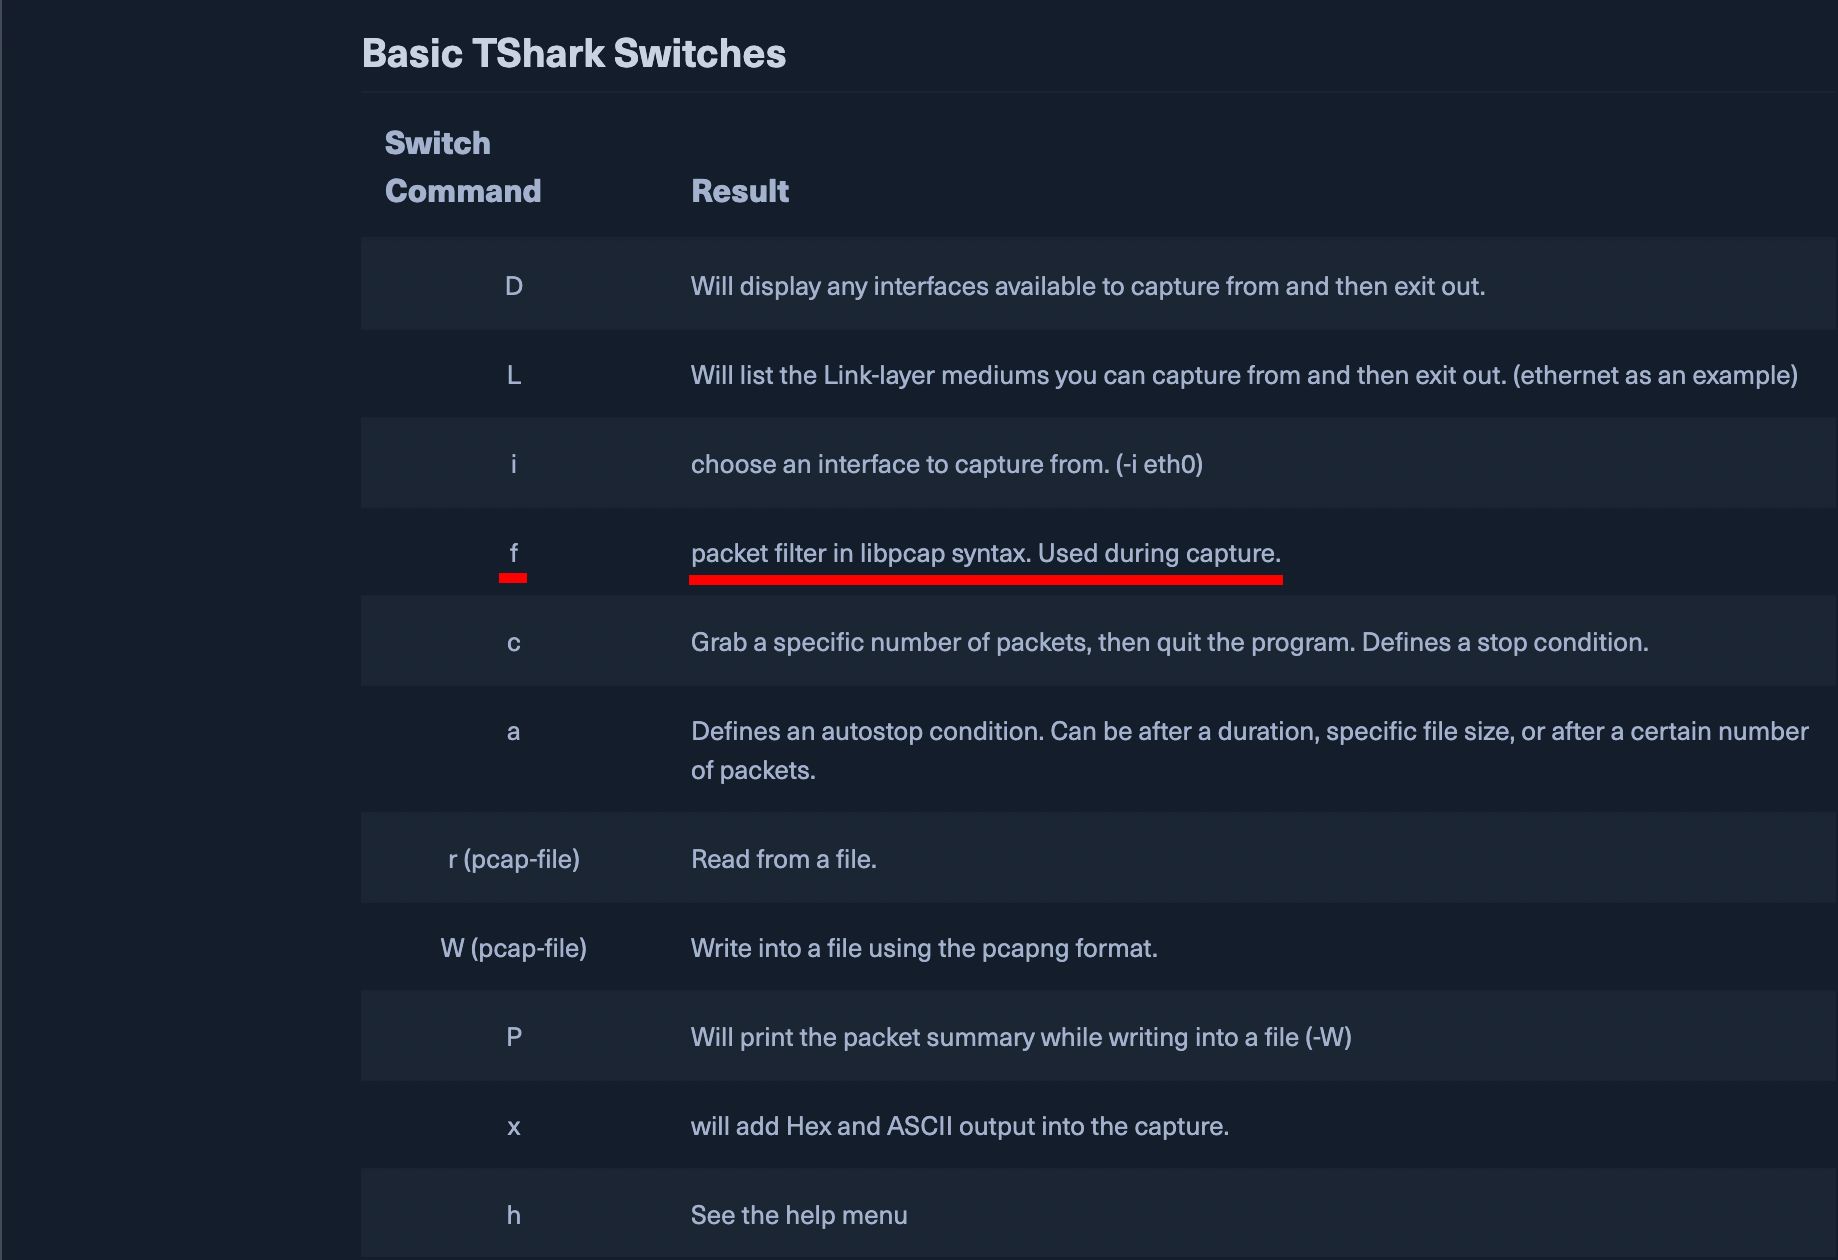 Basic TShark Switches
Switch
Command Result
D Will display any interfaces available to capture from and then exit out.
L Will list the Link-layer mediums you can capture from and then exit out. (ethernet as an example)
i choose an interface to capture from. (-i eth0)
f packet filter in libpcap syntax. Used during capture.
c Grab a specific number of packets, then quit the program. Defines a stop condition.
a Defines an autostop condition. Can be after a duration, specific file size, or after a certain number
of packets.
r (pcap-file) Read from a file.
W (pcap-file) Write into a file using the pcapng format.
P Will print the packet summary while writing into a file (-W)
x will add Hex and ASCII output into the capture.
h See the help menu